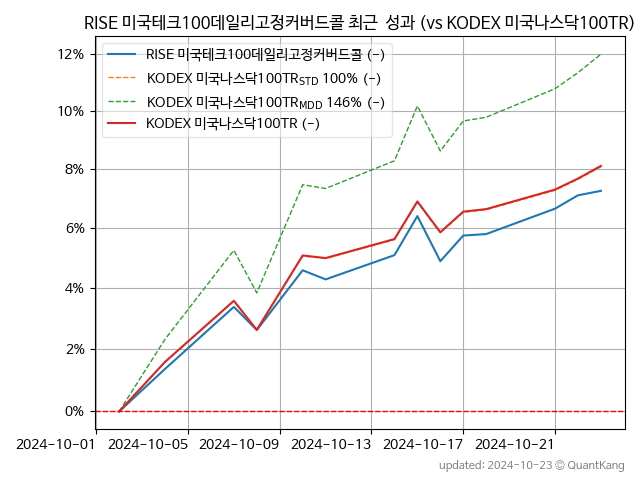 RISE 미국테크100데일리고정커버드콜 최근 성과 (vs KODEX 미국나스닥100TR)
12%
10%
8%
6%
4%
2%
0%
RISE 미국테크100데일리고정커버드콜 (-)
KODEX 미국나스닥100TR_STD 100% (-)
KODEX 미국나스닥100TR_MDD 146% (-)
KODEX 미국나스닥100TR (-)
2024-10-01 2024-10-05 2024-10-09 2024-10-13 2024-10-17 2024-10-21
updated: 2024-10-23 © QuantKang